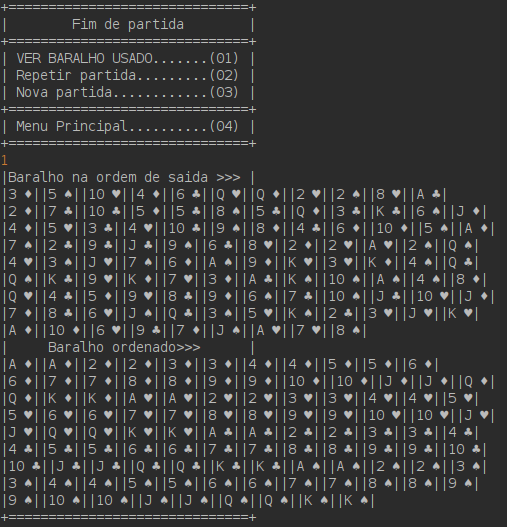 +==============================+
|        Fim de partida        |
+==============================+
| VER BARALHO USADO.......(01) |
| Repetir partida.........(02) |
| Nova partida............(03) |
+==============================+
| Menu Principal..........(04) |
+==============================+
1
|Baralho na ordem de saida >>> |
|3 ♦||5 ♠||10 ♥||4 ♦||6 ♣||Q ♥||Q ♦||2 ♥||2 ♠||8 ♥||A ♣|
|2 ♦||7 ♣||10 ♣||5 ♦||5 ♣||8 ♠||5 ♣||Q ♦||3 ♣||K ♣||6 ♠||J ♦|
|4 ♦||5 ♥||3 ♣||4 ♥||10 ♣||9 ♠||8 ♦||4 ♣||6 ♦||10 ♦||5 ♠||A ♦|
|7 ♠||2 ♣||9 ♣||J ♣||9 ♠||6 ♣||8 ♥||2 ♦||2 ♥||A ♥||2 ♠||Q ♠|
|4 ♥||3 ♠||J ♥||7 ♠||6 ♦||A ♠||9 ♦||K ♥||3 ♥||K ♦||4 ♠||Q ♣|
|Q ♠||K ♣||9 ♥||K ♦||7 ♥||3 ♦||A ♣||K ♠||10 ♠||A ♠||4 ♠||8 ♦|
|Q ♥||4 ♣||5 ♦||9 ♥||8 ♣||9 ♦||6 ♠||7 ♣||10 ♠||J ♣||10 ♥||J ♦|
|7 ♦||8 ♣||6 ♥||J ♠||Q ♣||3 ♠||5 ♥||K ♠||2 ♣||3 ♥||J ♥||K ♥|
|A ♦||10 ♦||6 ♥||9 ♣||7 ♦||J ♠||A ♥||7 ♥||8 ♠|
|     Baralho ordenado>>>      |
|A ♦||A ♦||2 ♦||2 ♦||3 ♦||3 ♦||4 ♦||4 ♦||5 ♦||5 ♦||6 ♦|
|6 ♦||7 ♦||7 ♦||8 ♦||8 ♦||9 ♦||9 ♦||10 ♦||10 ♦||J ♦||J ♦||Q ♦|
|Q ♦||K ♦||K ♦||A ♥||A ♥||2 ♥||2 ♥||3 ♥||3 ♥||4 ♥||4 ♥||5 ♥|
|5 ♥||6 ♥||6 ♥||7 ♥||7 ♥||8 ♥||8 ♥||9 ♥||9 ♥||10 ♥||10 ♥||J ♥|
|J ♥||Q ♥||Q ♥||K ♥||K ♥||A ♣||A ♣||2 ♣||2 ♣||3 ♣||3 ♣||4 ♣|
|4 ♣||5 ♣||5 ♣||6 ♣||6 ♣||7 ♣||7 ♣||8 ♣||8 ♣||9 ♣||9 ♣||10 ♣|
|10 ♣||J ♣||J ♣||Q ♣||Q ♣||K ♣||K ♣||A ♠||A ♠||2 ♠||2 ♠||3 ♠|
|3 ♠||4 ♠||4 ♠||5 ♠||5 ♠||6 ♠||6 ♠||7 ♠||7 ♠||8 ♠||8 ♠||9 ♠|
|9 ♠||10 ♠||10 ♠||J ♠||J ♠||Q ♠||Q ♠||K ♠||K ♠|
+==============================+